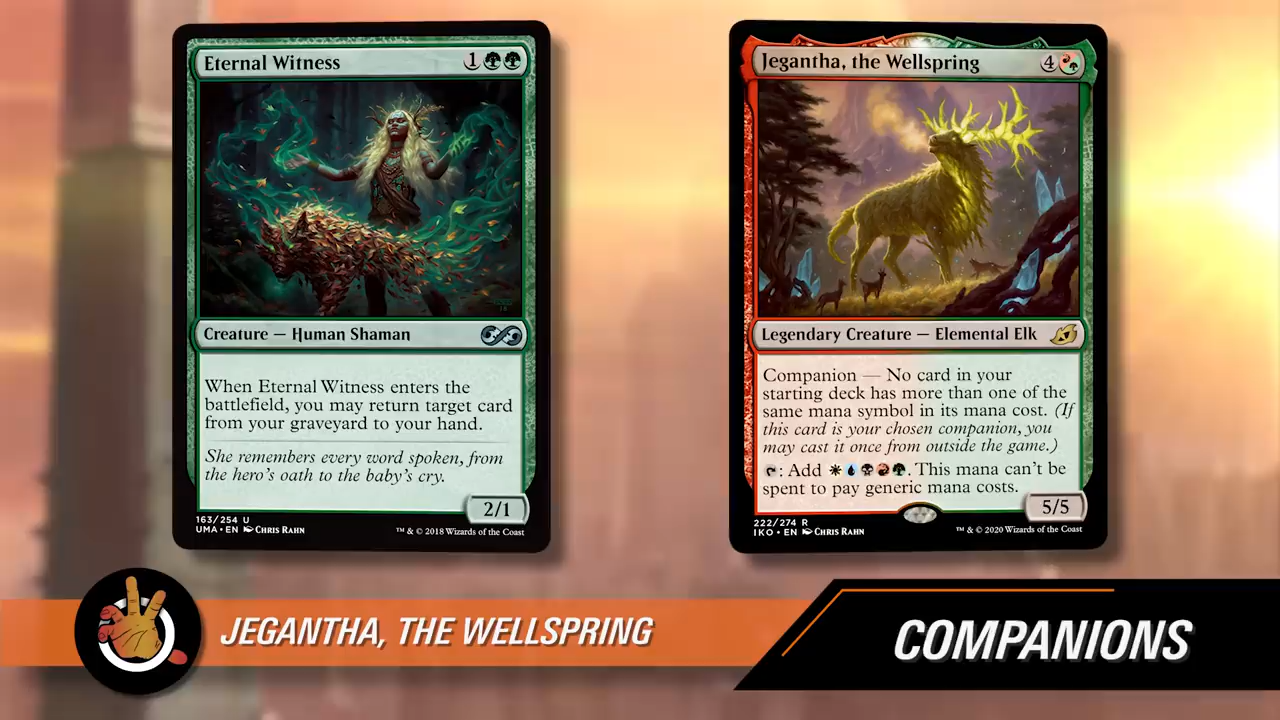 Eternal Witness 1
Creature — Human Shaman
When Eternal Witness enters the
battlefield, you may return target card
from your graveyard to your hand.
She remembers every word spoken, from
the hero's oath to the baby's cry.
2/1
163/254 U
UMA • EN Chris Rahn
™ & © 2018 Wizards of the Coast
Jegantha, the Wellspring 4
Legendary Creature — Elemental Elk
Companion — No card in your
starting deck has more than one of the
same mana symbol in its mana cost. (If
this card is your chosen companion, you
may cast it once from outside the game.)
: Add . This mana can't be
spent to pay generic mana costs.
5/5
222/274 R
IKO • EN Chris Rahn
™ & © 2020 Wizards of the Coast
JEGANTHA, THE WELLSPRING
COMPANIONS